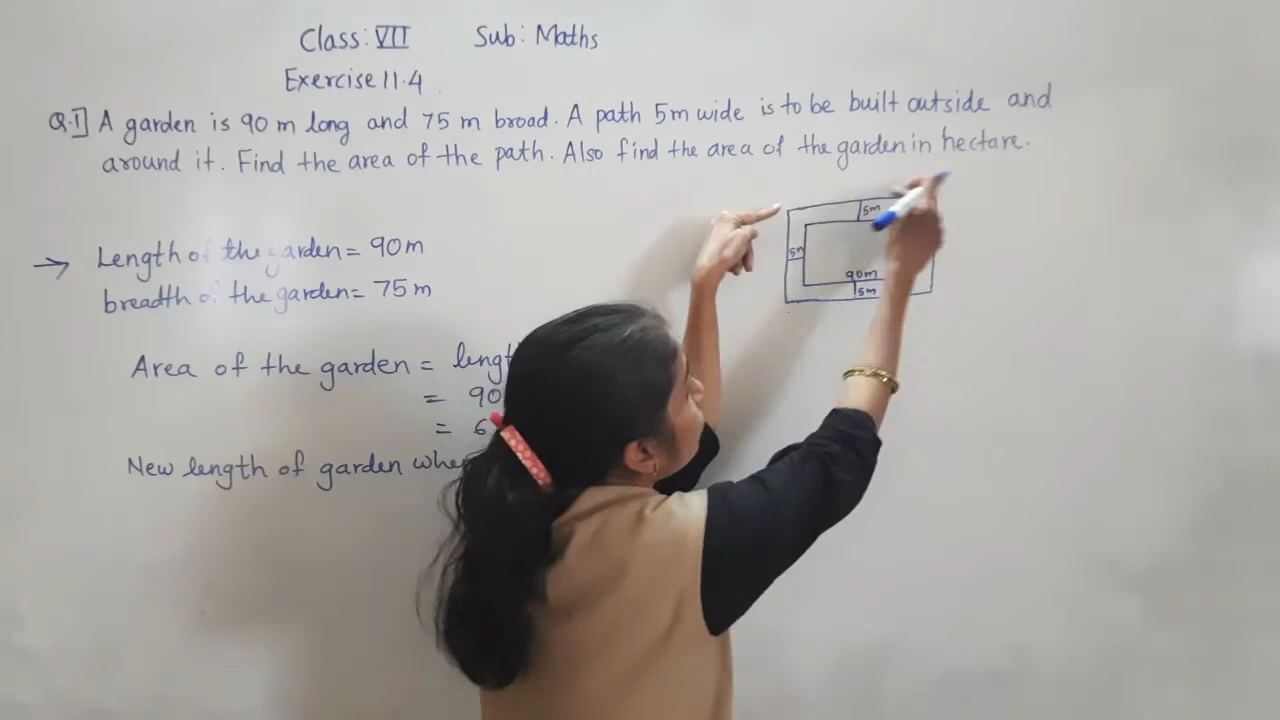 Class: VII Sub: Maths
Exercise 11.4
Q.1] A garden is 90 m long and 75 m broad. A path 5m wide is to be built outside and
around it. Find the area of the path. Also find the area of the garden in hectare.
5m
→ Length of the garden = 90m
5m
90m
breadth of the garden = 75 m
5m
Area of the garden =
= 90
=
New length of garden